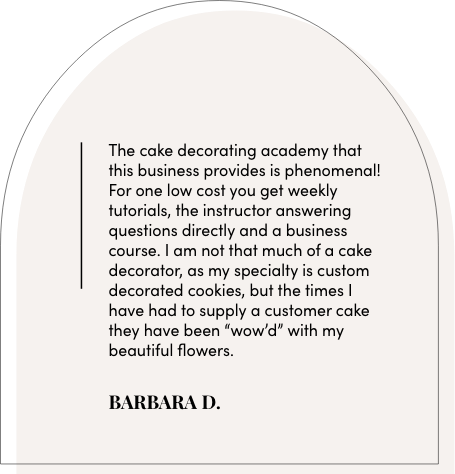 The cake decorating academy that
this business provides is phenomenal!
For one low cost you get weekly
tutorials, the instructor answering
questions directly and a business
course. I am not that much of a cake
decorator, as my specialty is custom
decorated cookies, but the times I
have had to supply a customer cake
they have been “wow’d” with my
beautiful flowers.
BARBARA D.